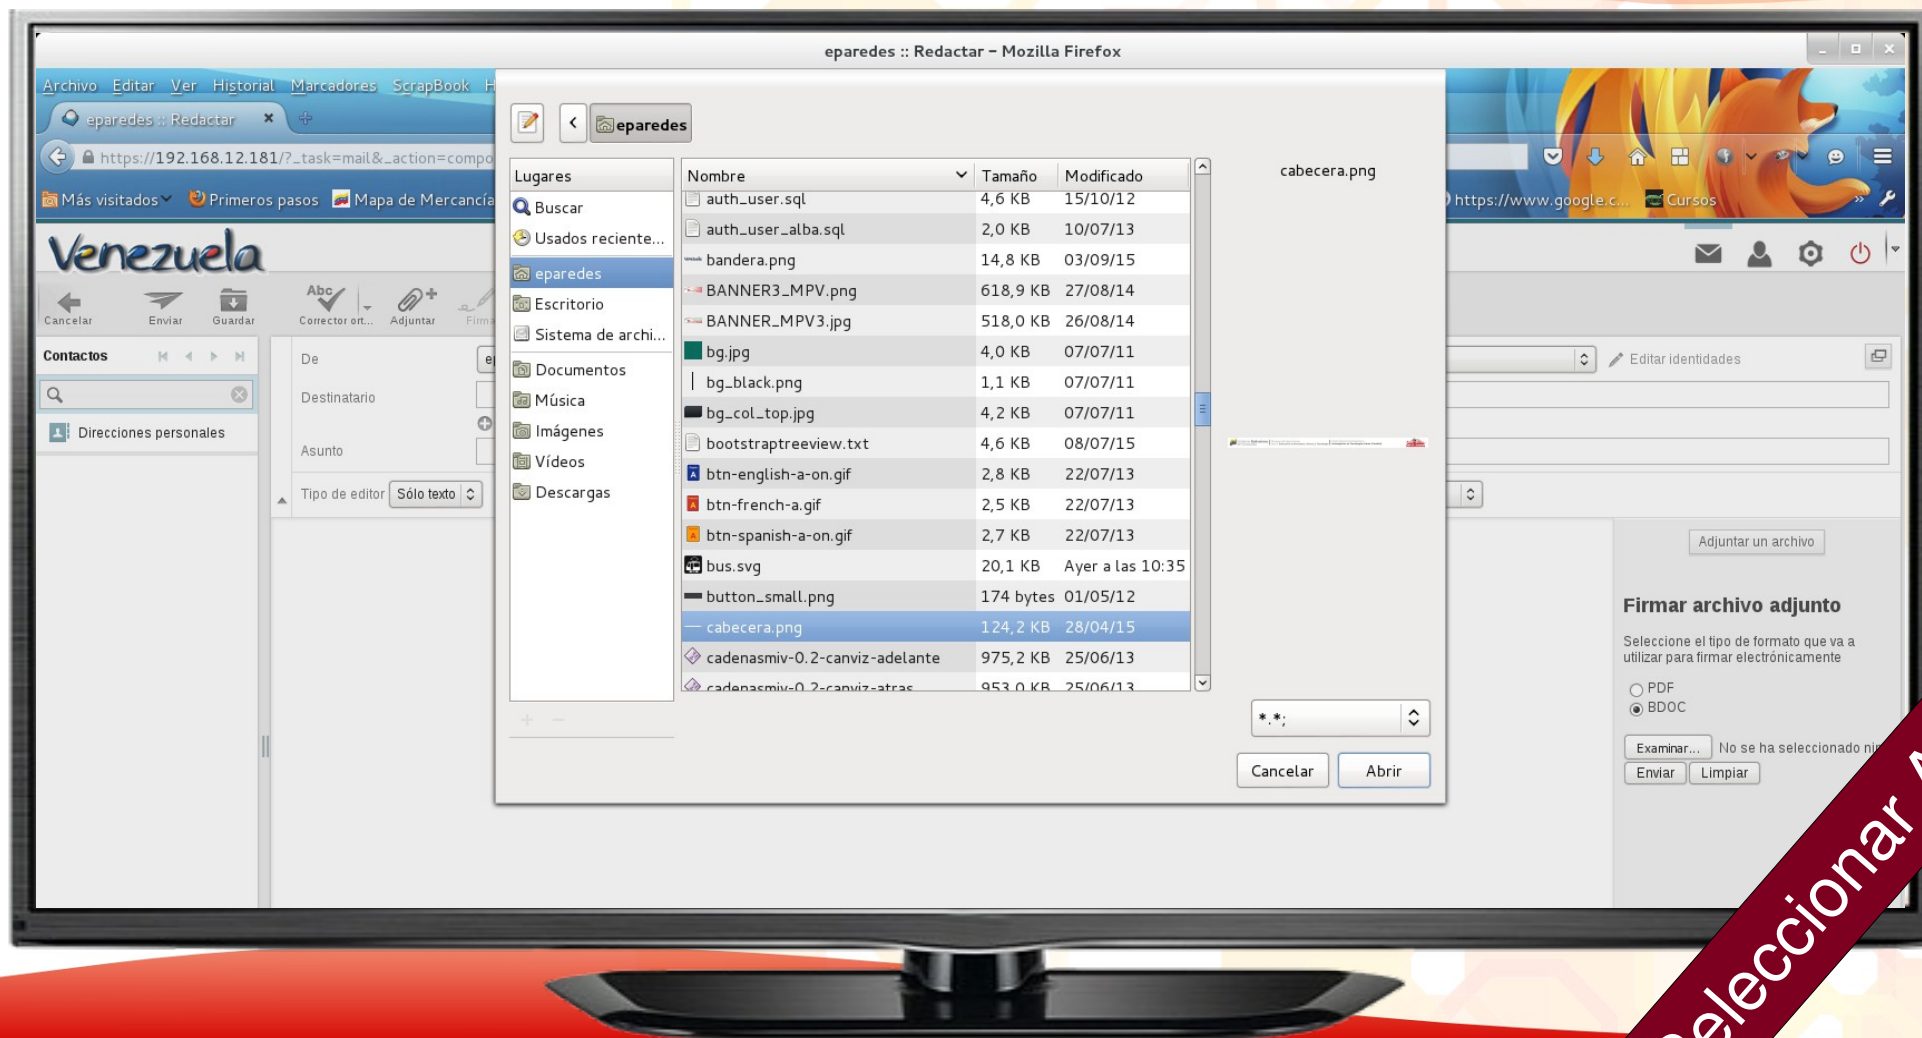 eparedes :: Redactar – Mozilla Firefox
Archivo Editar Ver Historial Marcadores ScrapBook
eparedes :: Redactar
https://192.168.12.181/?_task=mail&_action=compo
Más visitados Primeros pasos Mapa de Mercancía
https://www.google.c... Cursos
Venezuela
Cancelar Enviar Guardar Corrector ort... Adjuntar
Contactos
Direcciones personales
De
Destinatario
Asunto
Tipo de editor Sólo texto
Editar identidades
eparedes
Lugares
Buscar
Usados reciente...
eparedes
Escritorio
Sistema de archi...
Documentos
Música
Imágenes
Vídeos
Descargas
Nombre Tamaño Modificado
auth_user.sql 4,6 KB 15/10/12
auth_user_alba.sql 2,0 KB 10/07/13
bandera.png 14,8 KB 03/09/15
BANNER3_MPV.png 618,9 KB 27/08/14
BANNER_MPV3.jpg 518,0 KB 26/08/14
bg.jpg 4,0 KB 07/07/11
bg_black.png 1,1 KB 07/07/11
bg_col_top.jpg 4,2 KB 07/07/11
bootstraptreeview.txt 4,6 KB 08/07/15
btn-english-a-on.gif 2,8 KB 22/07/13
btn-french-a.gif 2,5 KB 22/07/13
btn-spanish-a-on.gif 2,7 KB 22/07/13
bus.svg 20,1 KB Ayer a las 10:35
button_small.png 174 bytes 01/05/12
cabecera.png 124,2 KB 28/04/15
cadenasmiv-0.2-canviz-adelante 975,2 KB 25/06/13
cadenasmiv-0.2-canviz-atras 953,0 KB 25/06/13
cabecera.png
*.*;
Cancelar Abrir
Adjuntar un archivo
Firmar archivo adjunto
Seleccione el tipo de formato que va a
utilizar para firmar electrónicamente
PDF
BDOC
Examinar... No se ha seleccionado
Enviar Limpiar
Seleccionar